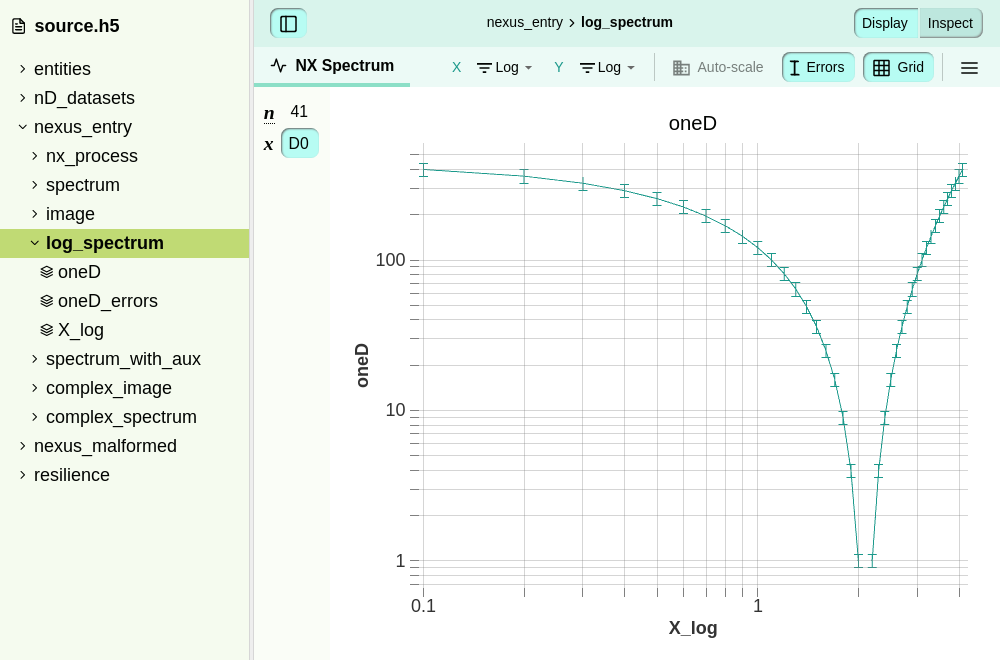 source.h5
entities
nD_datasets
nexus_entry
nx_process
spectrum
image
log_spectrum
oneD
oneD_errors
X_log
spectrum_with_aux
complex_image
complex_spectrum
nexus_malformed
resilience
nexus_entry > log_spectrum
Display Inspect
NX Spectrum X Log Y Log Auto-scale Errors Grid
n 41
x D0
oneD
100
10
1
oneD
0.1 1
X_log